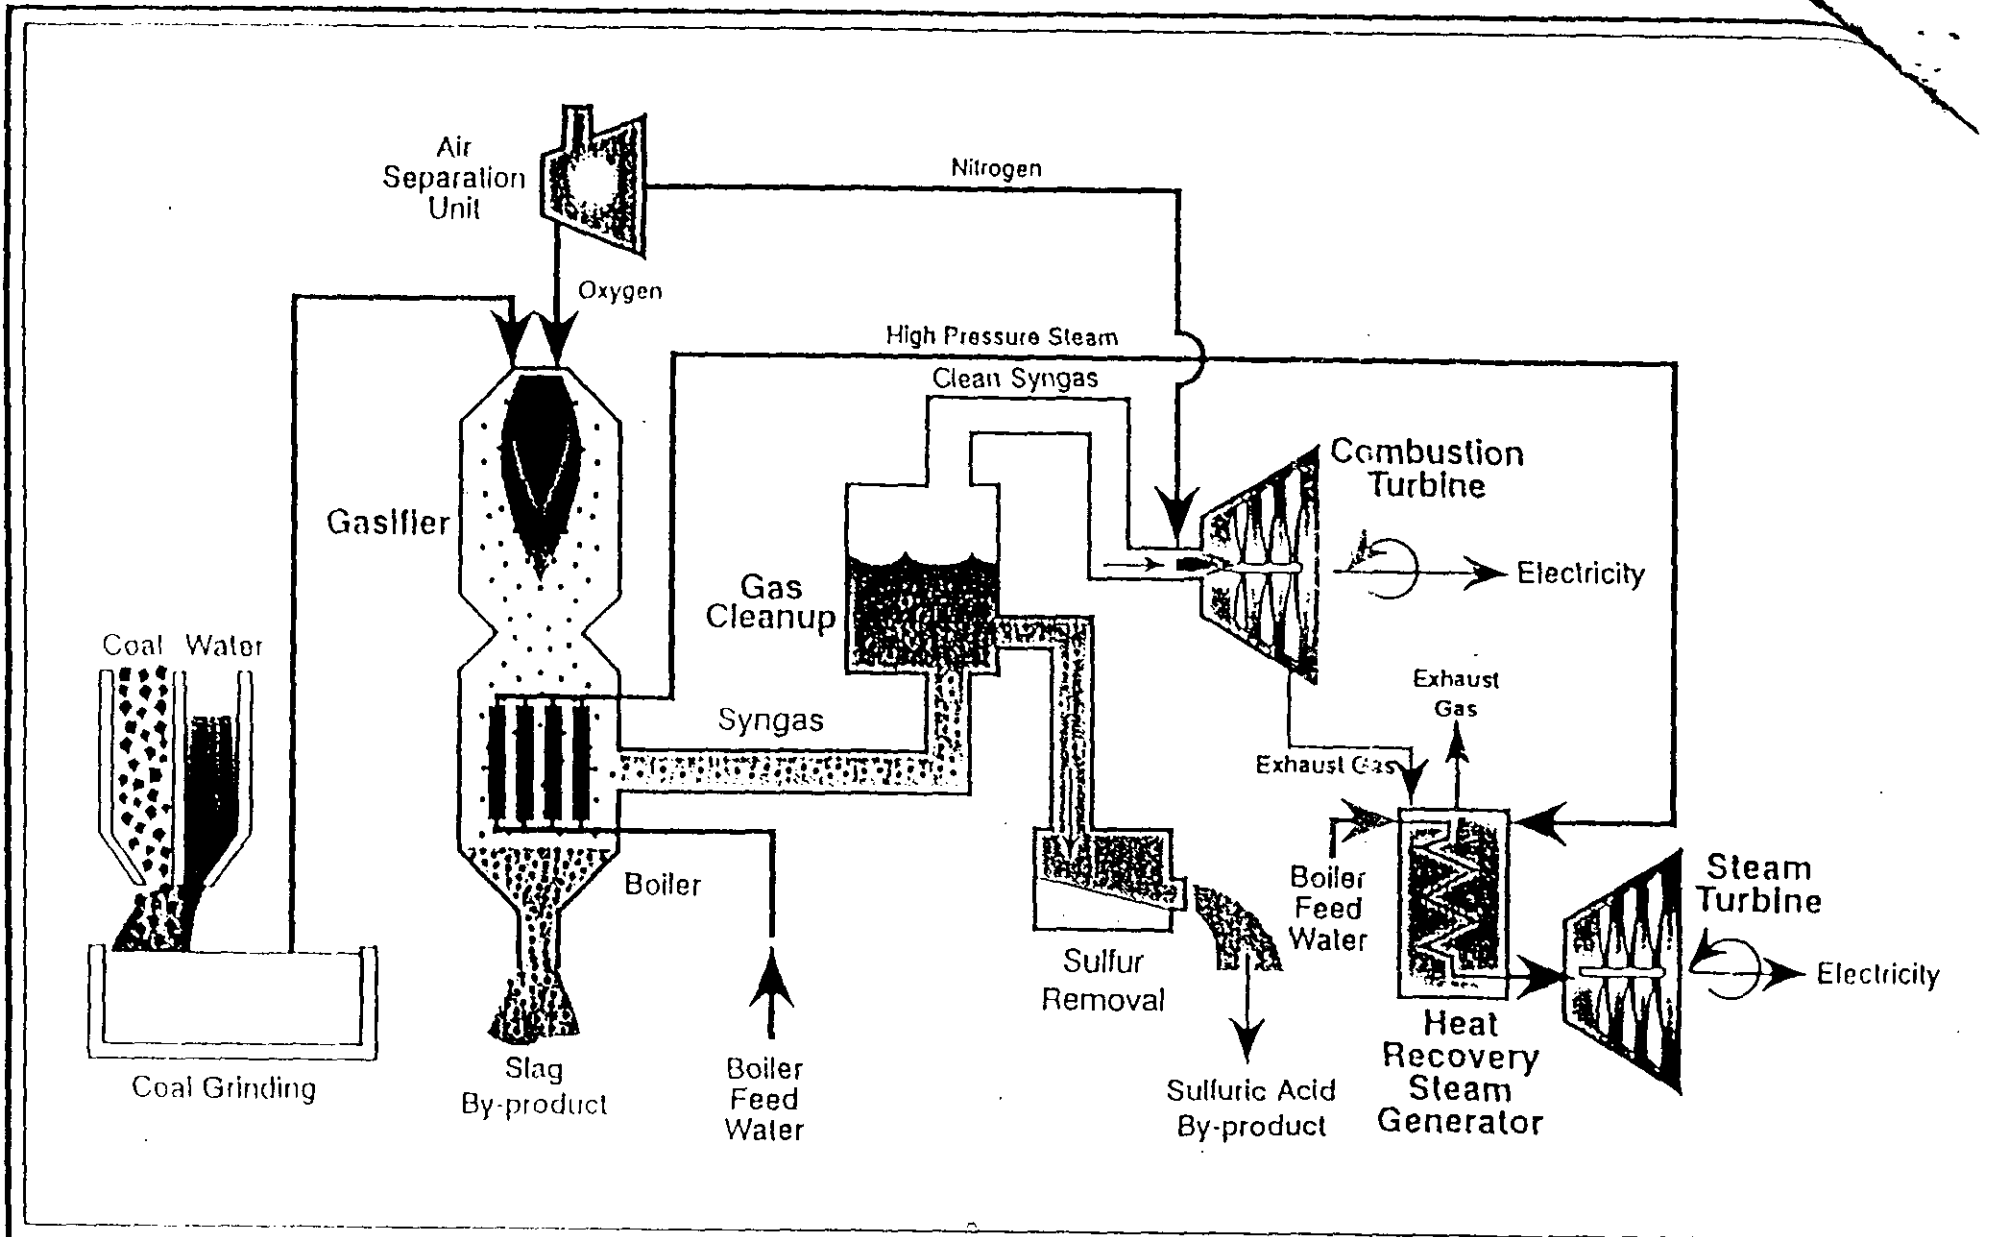 Air
Separation
Unit
Nitrogen
Oxygen
High Pressure Steam
Clean Syngas
Combustion
Turbine
Gasifier
Electricity
Gas
Cleanup
Coal Water
Exhaust
Gas
Syngas
Exhaust Gas
Boiler
Boiler
Feed
Water
Steam
Turbine
Sulfur
Removal
Electricity
Heat
Recovery
Steam
Generator
Coal Grinding
Slag
By-product
Boiler
Feed
Water
Sulfuric Acid
By-product